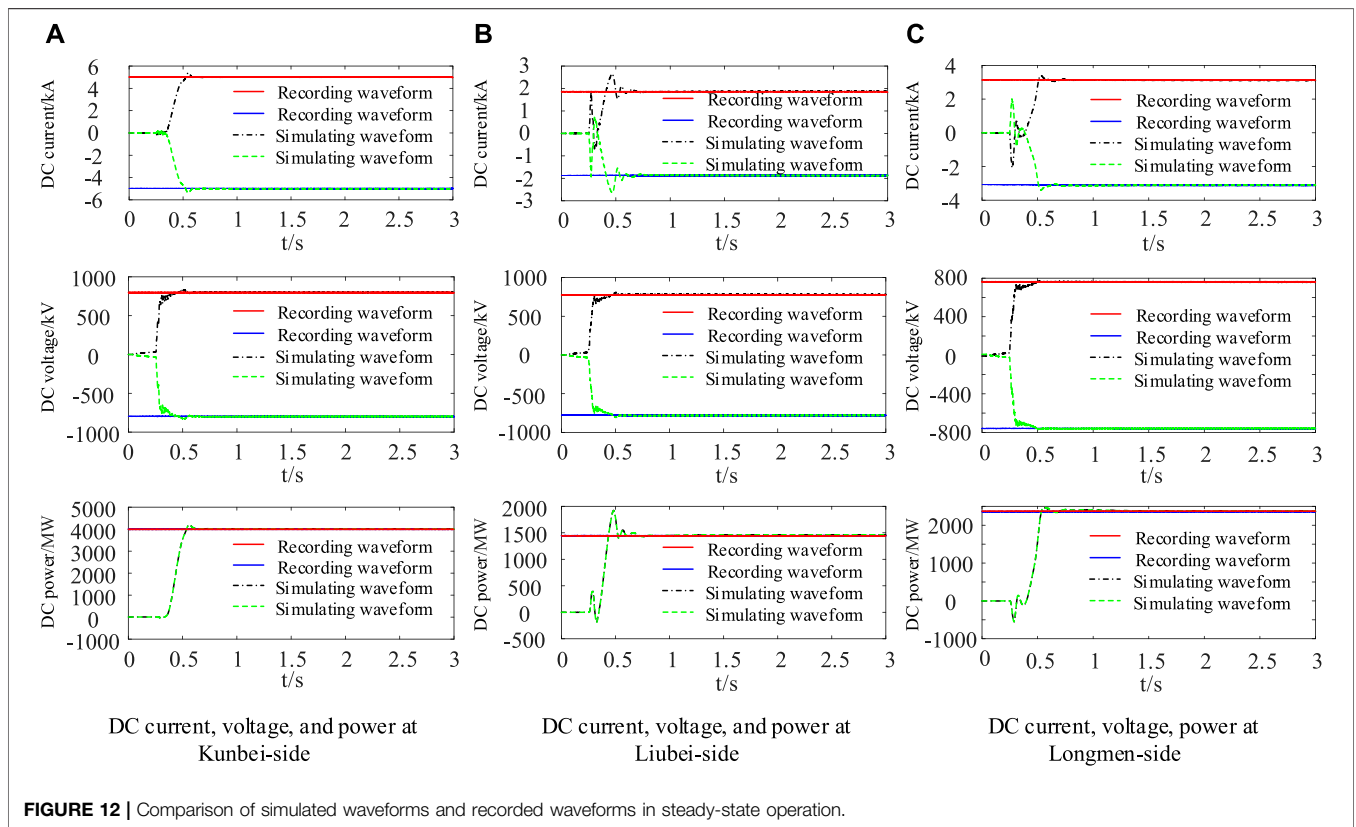 A
DC current/kA
6
4
2
0
-2
-4
-6
Recording waveform
Recording waveform
Simulating waveform
Simulating waveform
0 0.5 1 1.5 2 2.5 3
t/s
DC voltage/kV
1000
500
0
-500
-1000
Recording waveform
Recording waveform
Simulating waveform
Simulating waveform
0 0.5 1 1.5 2 2.5 3
t/s
DC power/MW
5000
4000
3000
2000
1000
0
-1000
Recording waveform
Recording waveform
Simulating waveform
Simulating waveform
0 0.5 1 1.5 2 2.5 3
t/s
DC current, voltage, and power at
Kunbei-side
B
DC current/kA
3
2
1
0
-1
-2
-3
Recording waveform
Recording waveform
Simulating waveform
Simulating waveform
0 0.5 1 1.5 2 2.5 3
t/s
DC voltage/kV
1000
500
0
-500
-1000
Recording waveform
Recording waveform
Simulating waveform
Simulating waveform
0 0.5 1 1.5 2 2.5 3
t/s
DC power/MW
2000
1500
1000
500
0
-500
Recording waveform
Recording waveform
Simulating waveform
Simulating waveform
0 0.5 1 1.5 2 2.5 3
t/s
DC current, voltage, and power at
Liubei-side
C
DC current/kA
4
2
0
-2
-4
Recording waveform
Recording waveform
Simulating waveform
Simulating waveform
0 0.5 1 1.5 2 2.5 3
t/s
DC voltage/kV
800
400
0
-400
-800
Recording waveform
Recording waveform
Simulating waveform
Simulating waveform
0 0.5 1 1.5 2 2.5 3
t/s
DC power/MW
2000
1000
0
-1000
Recording waveform
Recording waveform
Simulating waveform
Simulating waveform
0 0.5 1 1.5 2 2.5 3
t/s
DC current, voltage, power at
Longmen-side
FIGURE 12 | Comparison of simulated waveforms and recorded waveforms in steady-state operation.